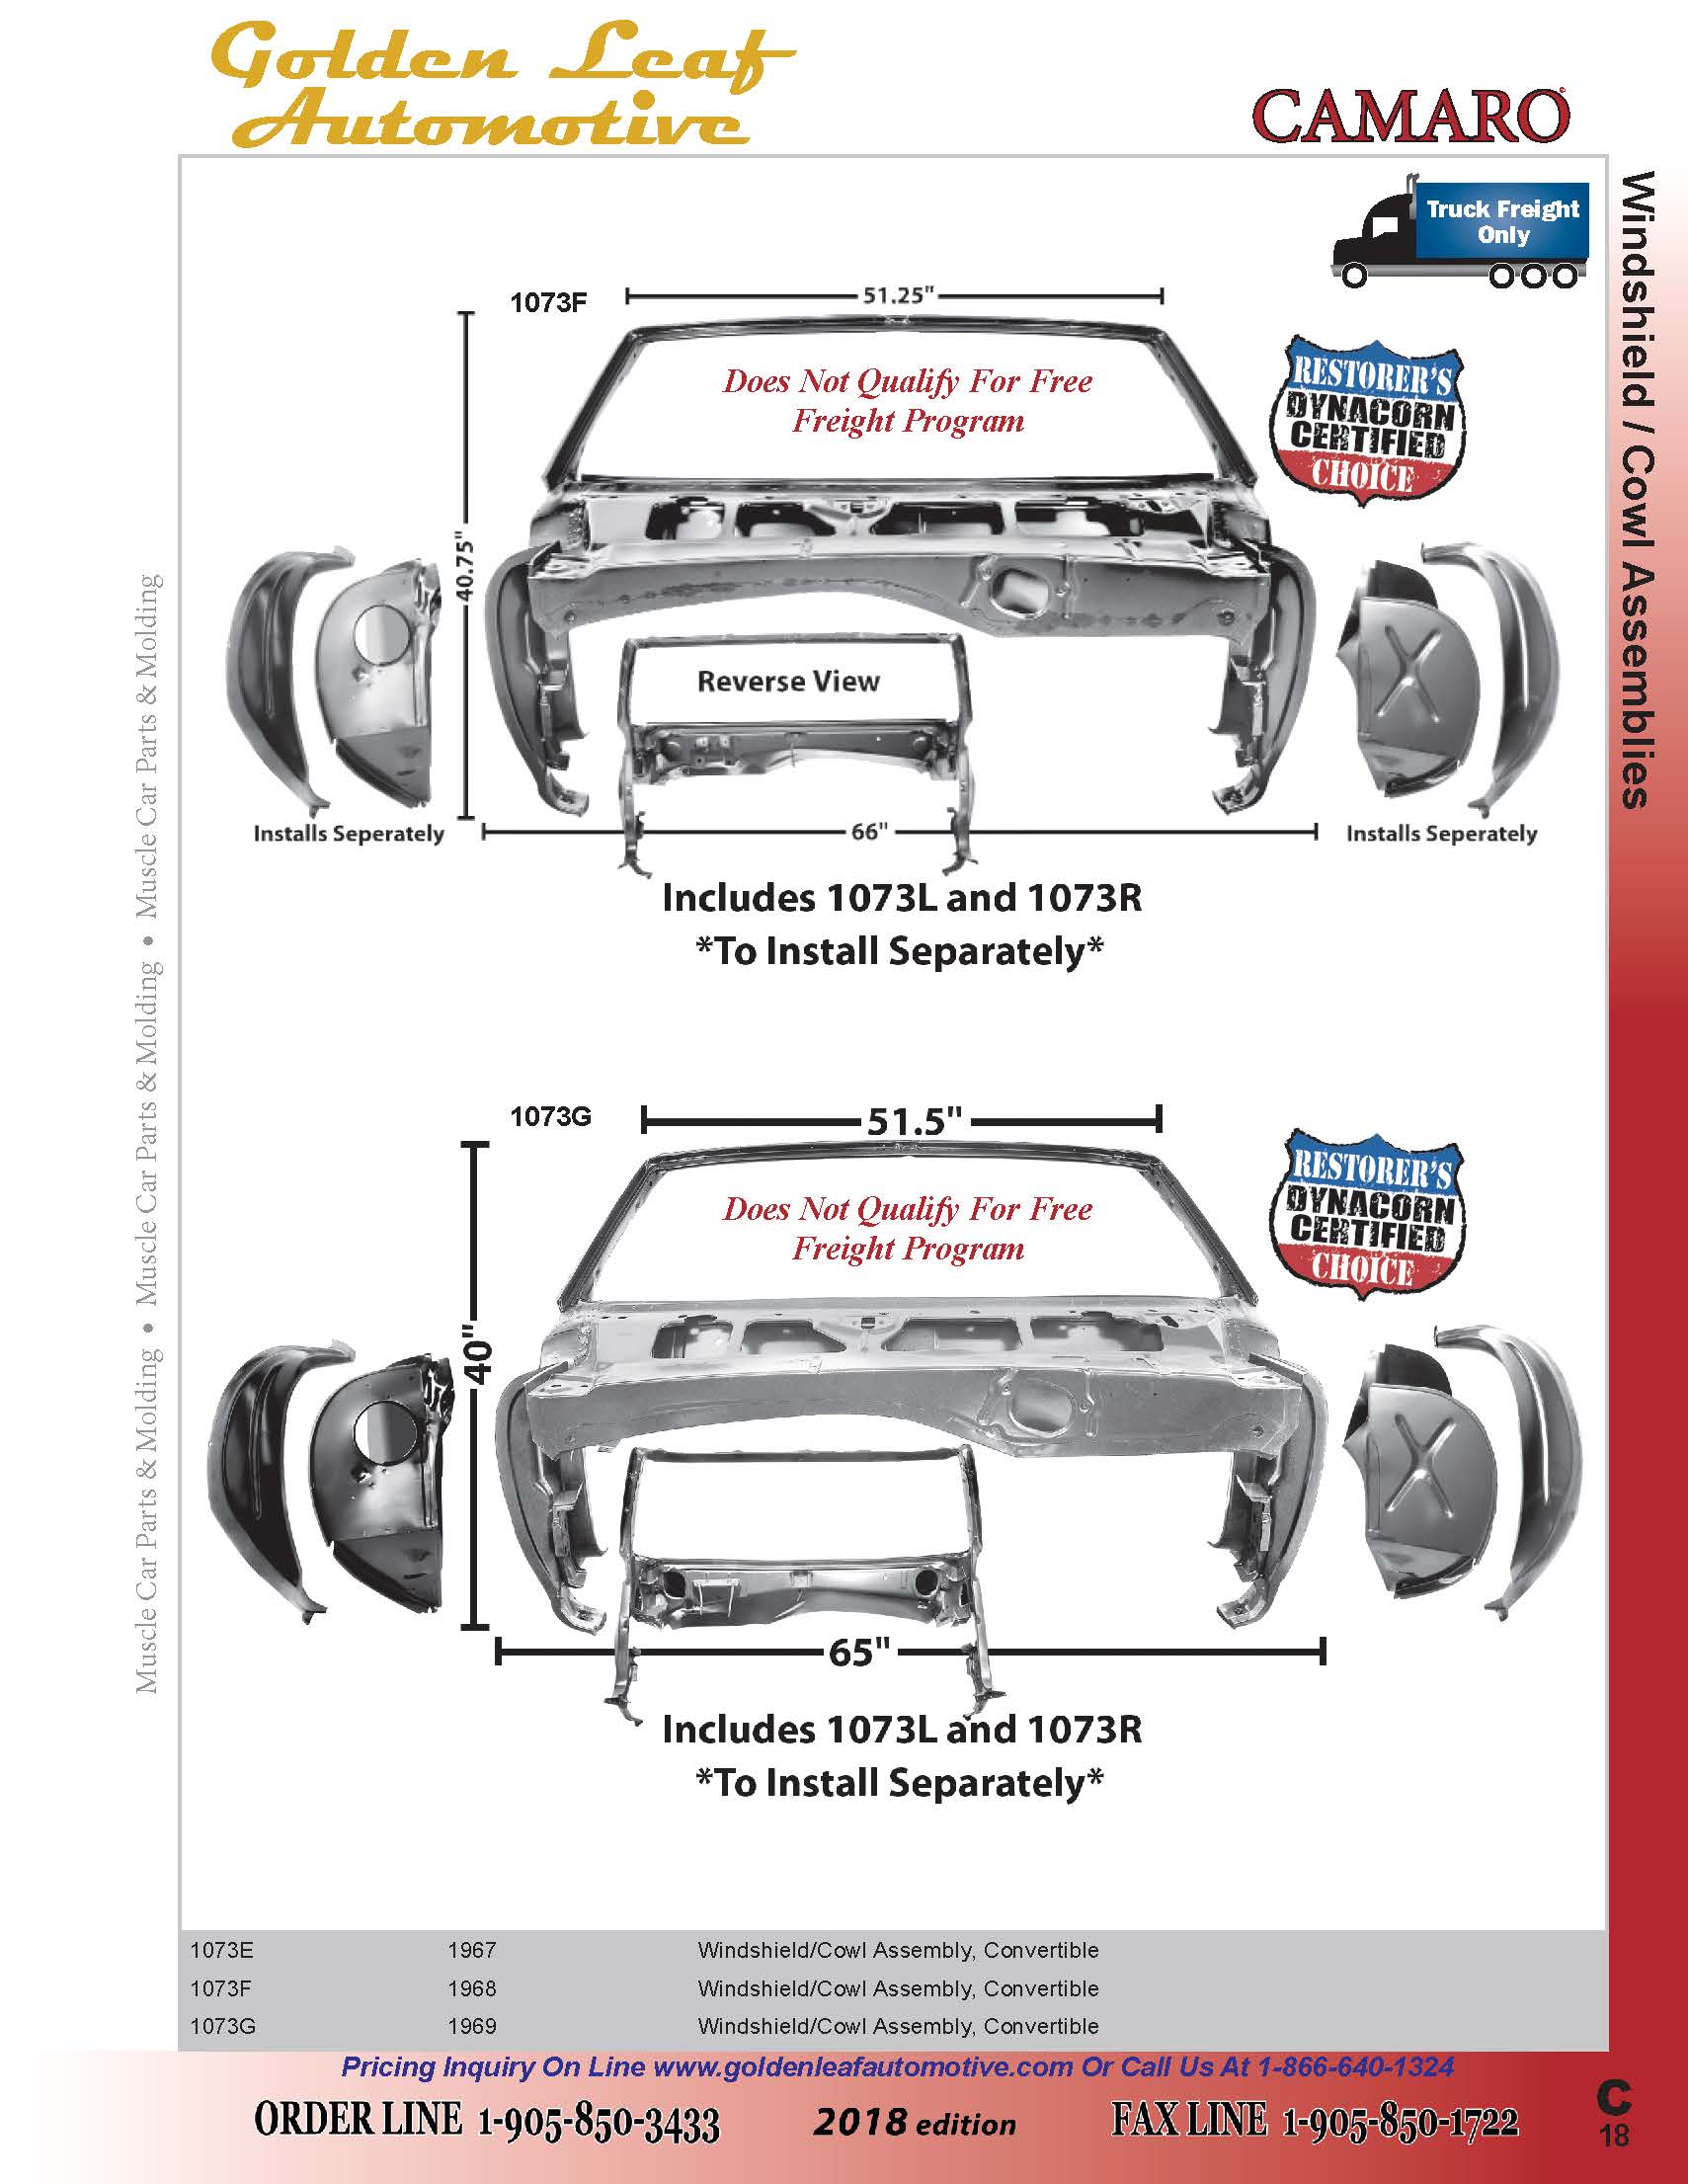 Golden Leaf
Automotive
CAMARO
Windshield / Cowl Assemblies
Truck Freight
Only
1073F
51.25"
Does Not Qualify For Free
Freight Program
RESTORER'S
DYNACORN
CERTIFIED
CHOICE
40.75"
Reverse View
Installs Seperately
66"
Installs Seperately
Includes 1073L and 1073R
*To Install Separately*
Muscle Car Parts & Molding • Muscle Car Parts & Molding • Muscle Car Parts & Molding
1073G
51.5"
Does Not Qualify For Free
Freight Program
RESTORER'S
DYNACORN
CERTIFIED
CHOICE
40"
65"
Includes 1073L and 1073R
*To Install Separately*
1073E 1967 Windshield/Cowl Assembly, Convertible
1073F 1968 Windshield/Cowl Assembly, Convertible
1073G 1969 Windshield/Cowl Assembly, Convertible
Pricing Inquiry On Line www.goldenleafautomotive.com Or Call Us At 1-866-640-1324
ORDER LINE 1-905-850-3433 2018 edition FAX LINE 1-905-850-1722
C
18